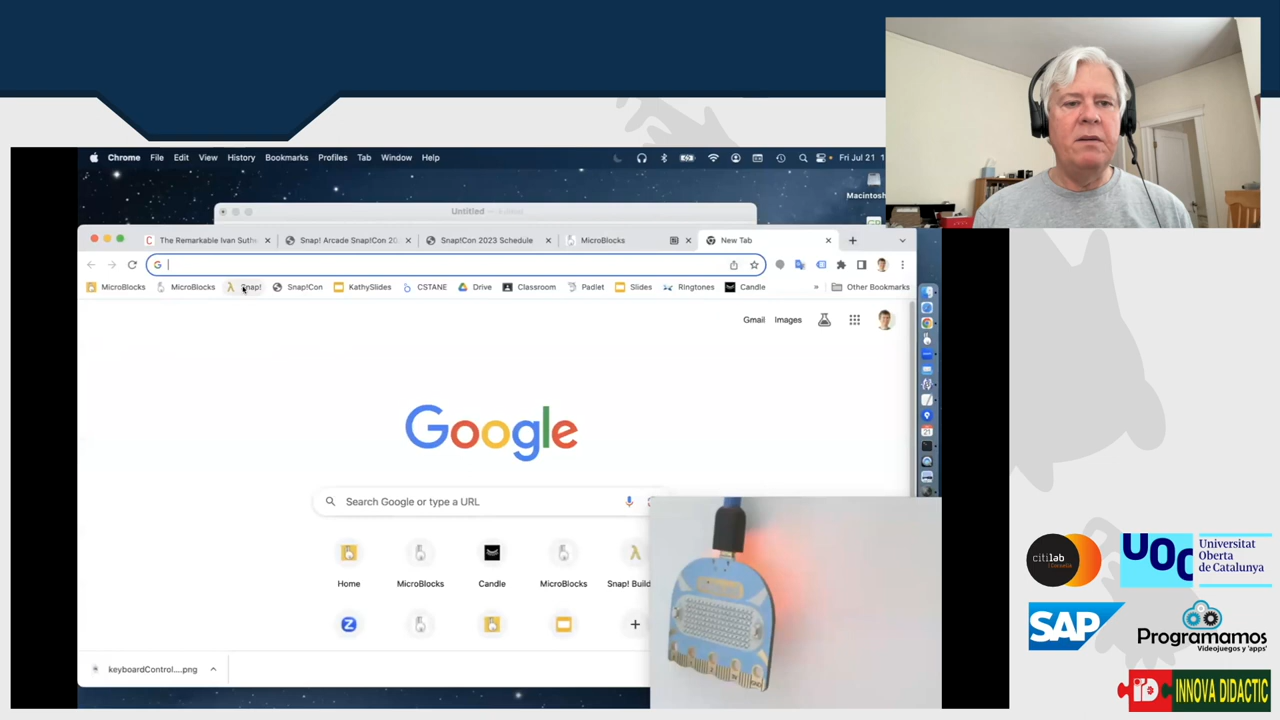 Chrome File Edit View History Bookmarks Profiles Tab Window Help Fri Jul 21
Macintosh
Untitled
The Remarkable Ivan Suthe
Snap! Arcade Snap!Con 20
Snap!Con 2023 Schedule
MicroBlocks
New Tab
MicroBlocks MicroBlocks Snap! Snap!Con KathySlides CSTANE Drive Classroom Padlet Slides RIngtones Candle » Other Bookmarks
Gmail Images
Google
Search Google or type a URL
Home MicroBlocks Candle MicroBlocks Snap! Build
keyboardControl....png
citilab
Cornellà
UOC
Universitat
Oberta
de Catalunya
SAP
Programamos
Videojuegos y 'apps'
iD INNOVA DIDACTIC